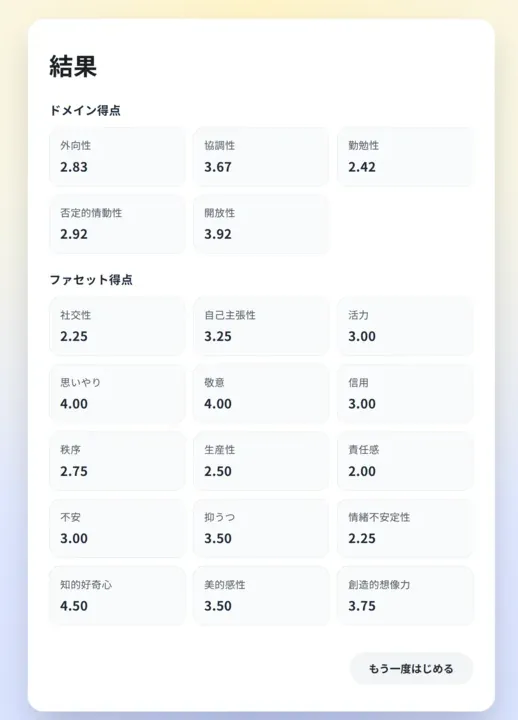 結果
ドメイン得点
外向性
2.83
協調性
3.67
勤勉性
2.42
否定的情動性
2.92
開放性
3.92
ファセット得点
社交性
2.25
自己主張性
3.25
活力
3.00
思いやり
4.00
敬意
4.00
信用
3.00
秩序
2.75
生産性
2.50
責任感
2.00
不安
3.00
抑うつ
3.50
情緒不安定性
2.25
知的好奇心
4.50
美的感性
3.50
創造的想像力
3.75
もう一度はじめる